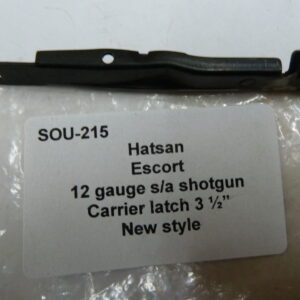 SOU-215
Hatsan
Escort
12 gauge s/a shotgun
Carrier latch 3 ½”
New style